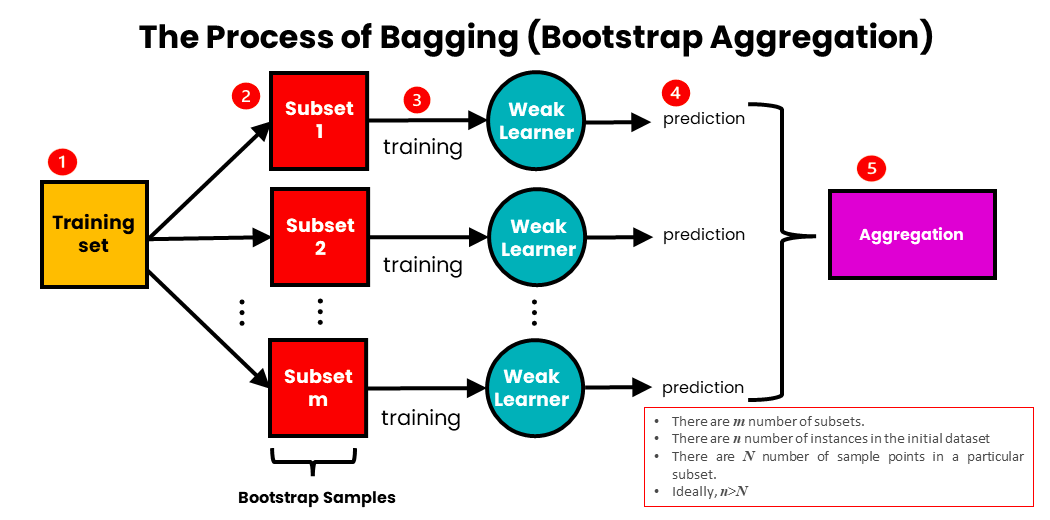 The Process of Bagging (Bootstrap Aggregation)
1
Training
set
2
Subset
1
3
training
Weak
Learner
4
prediction
Subset
2
training
Weak
Learner
prediction
Subset
m
training
Weak
Learner
prediction
5
Aggregation
Bootstrap Samples
• There are m number of subsets.
• There are n number of instances in the initial dataset
• There are N number of sample points in a particular
subset.
• Ideally, n>N